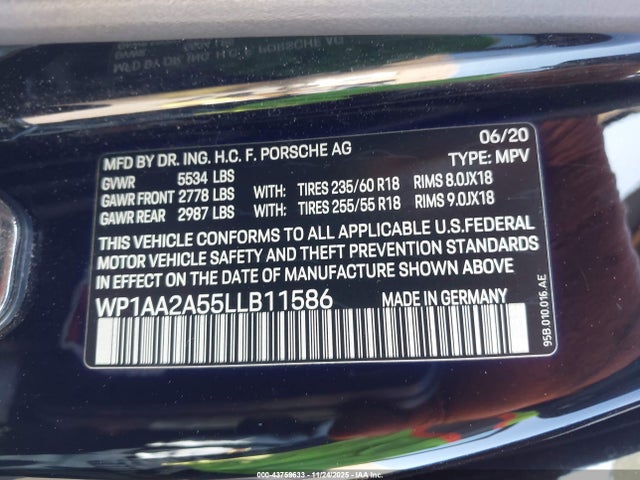 MFD BY DR. ING. H.C. F. PORSCHE AG 06/20
GVWR 5534 LBS TYPE: MPV
GAWR FRONT 2778 LBS WITH: TIRES 235/60 R18 RIMS 8.0JX18
GAWR REAR 2987 LBS WITH: TIRES 255/55 R18 RIMS 9.0JX18
THIS VEHICLE CONFORMS TO ALL APPLICABLE U.S.FEDERAL
MOTOR VEHICLE SAFETY AND THEFT PREVENTION STANDARDS
IN EFFECT ON THE DATE OF MANUFACTURE SHOWN ABOVE
WP1AA2A55LLB11586 MADE IN GERMANY
95B.010.016.AE
© IAAI 43759633 - 11/24/2025 - IAA INC.